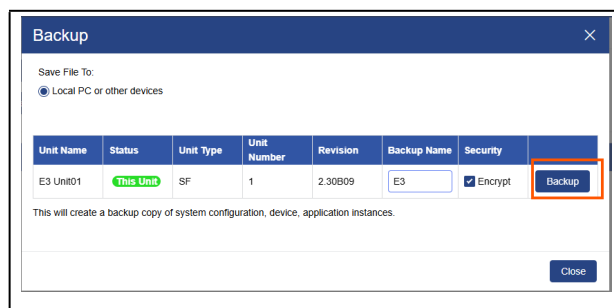 Backup
Save File To:
Local PC or other devices
Unit Name Status Unit Type Unit Number Revision Backup Name Security
E3 Unit01 This Unit SF 1 2.30B09 E3 Encrypt Backup
This will create a backup copy of system configuration, device, application instances.
Close